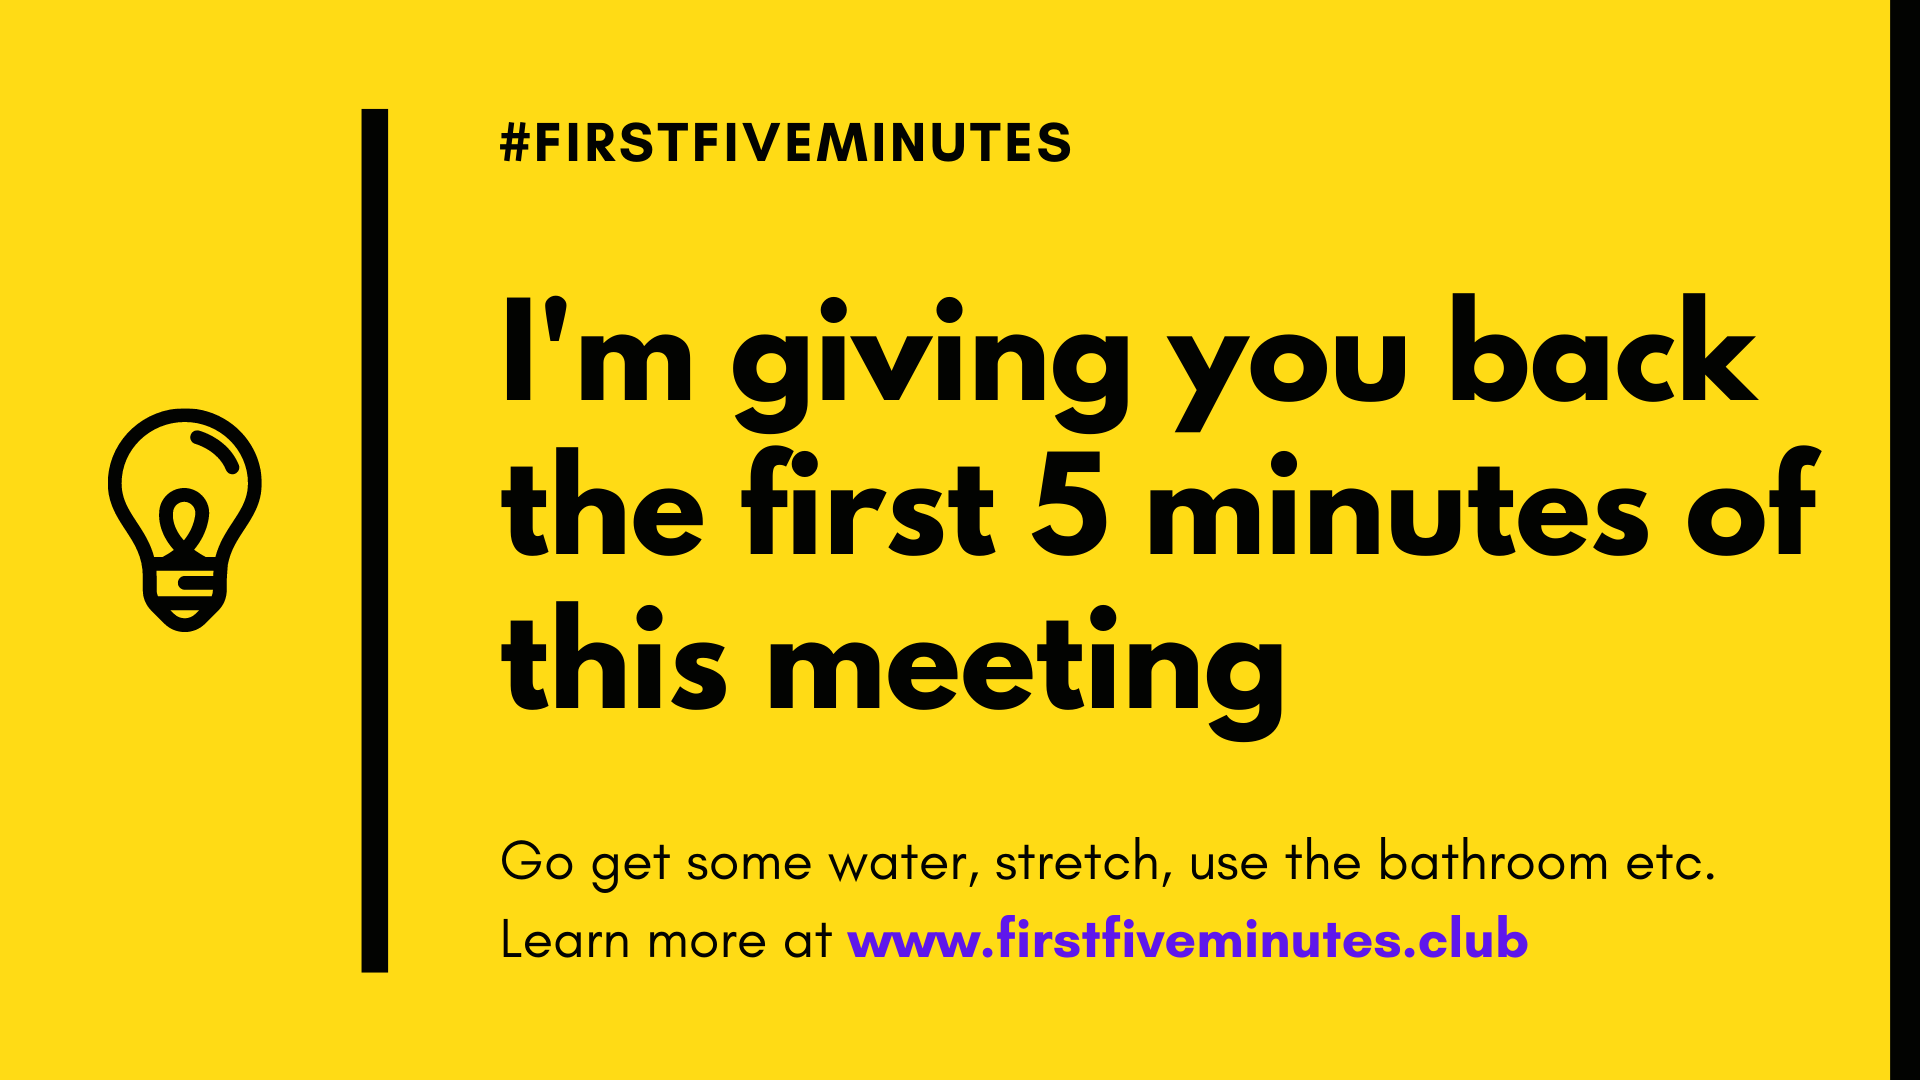 #FIRSTFIVEMINUTES
I'm giving you back
the first 5 minutes of
this meeting
Go get some water, stretch, use the bathroom etc.
Learn more at www.firstfiveminutes.club